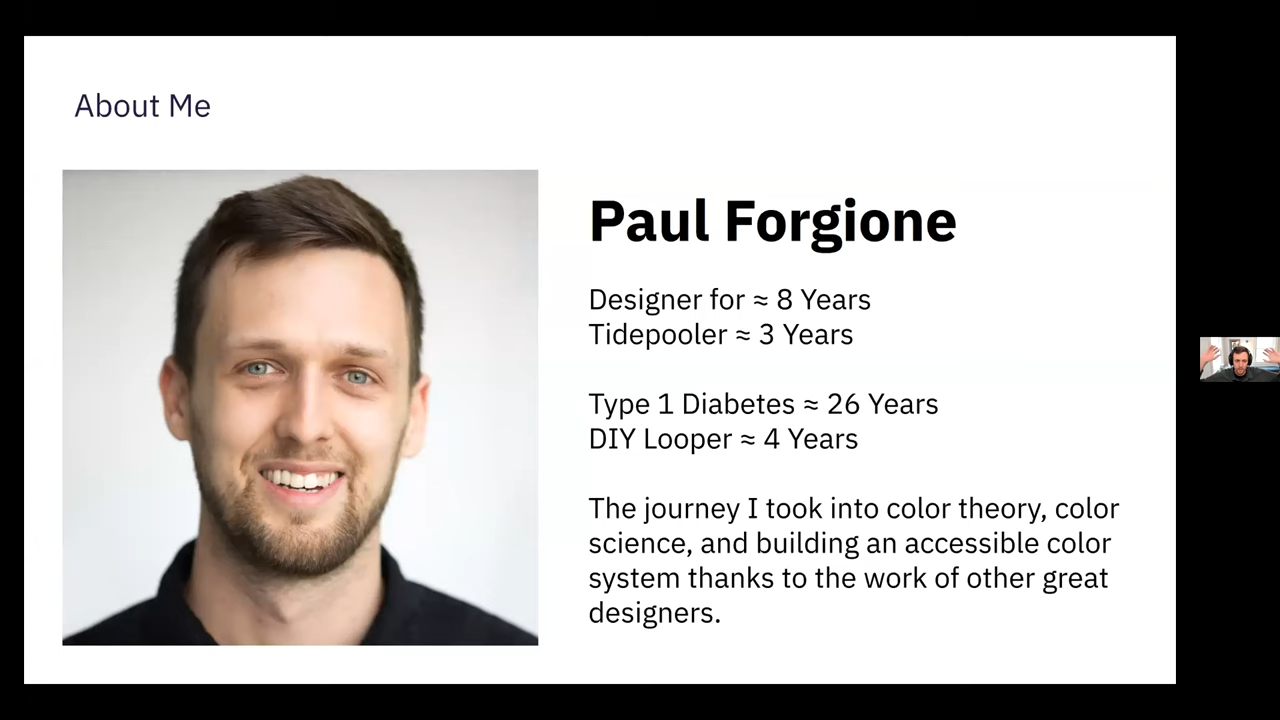 About Me
Paul Forgione
Designer for ≈ 8 Years
Tidepooler ≈ 3 Years
Type 1 Diabetes ≈ 26 Years
DIY Looper ≈ 4 Years
The journey I took into color theory, color
science, and building an accessible color
system thanks to the work of other great
designers.